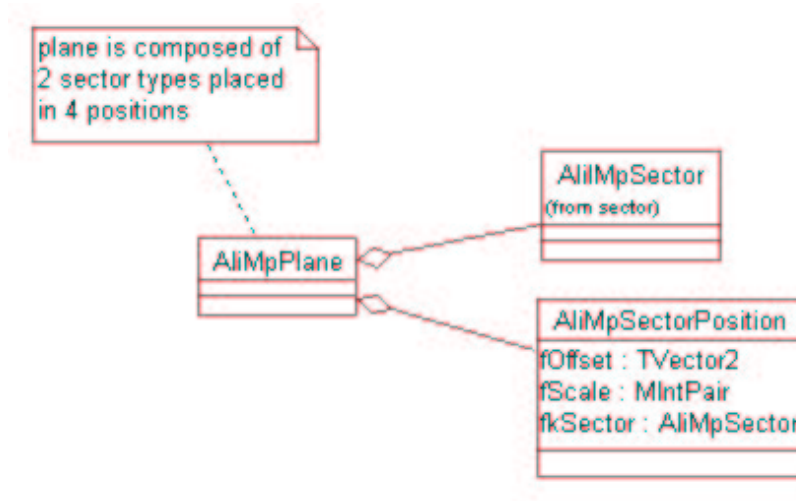 plane is composed of
2 sector types placed
in 4 positions
AliIMpSector
(from sector)
AliMpPlane
AliMpSectorPosition
fOffset : TVector2
fScale : MIntPair
fkSector : AliMpSector